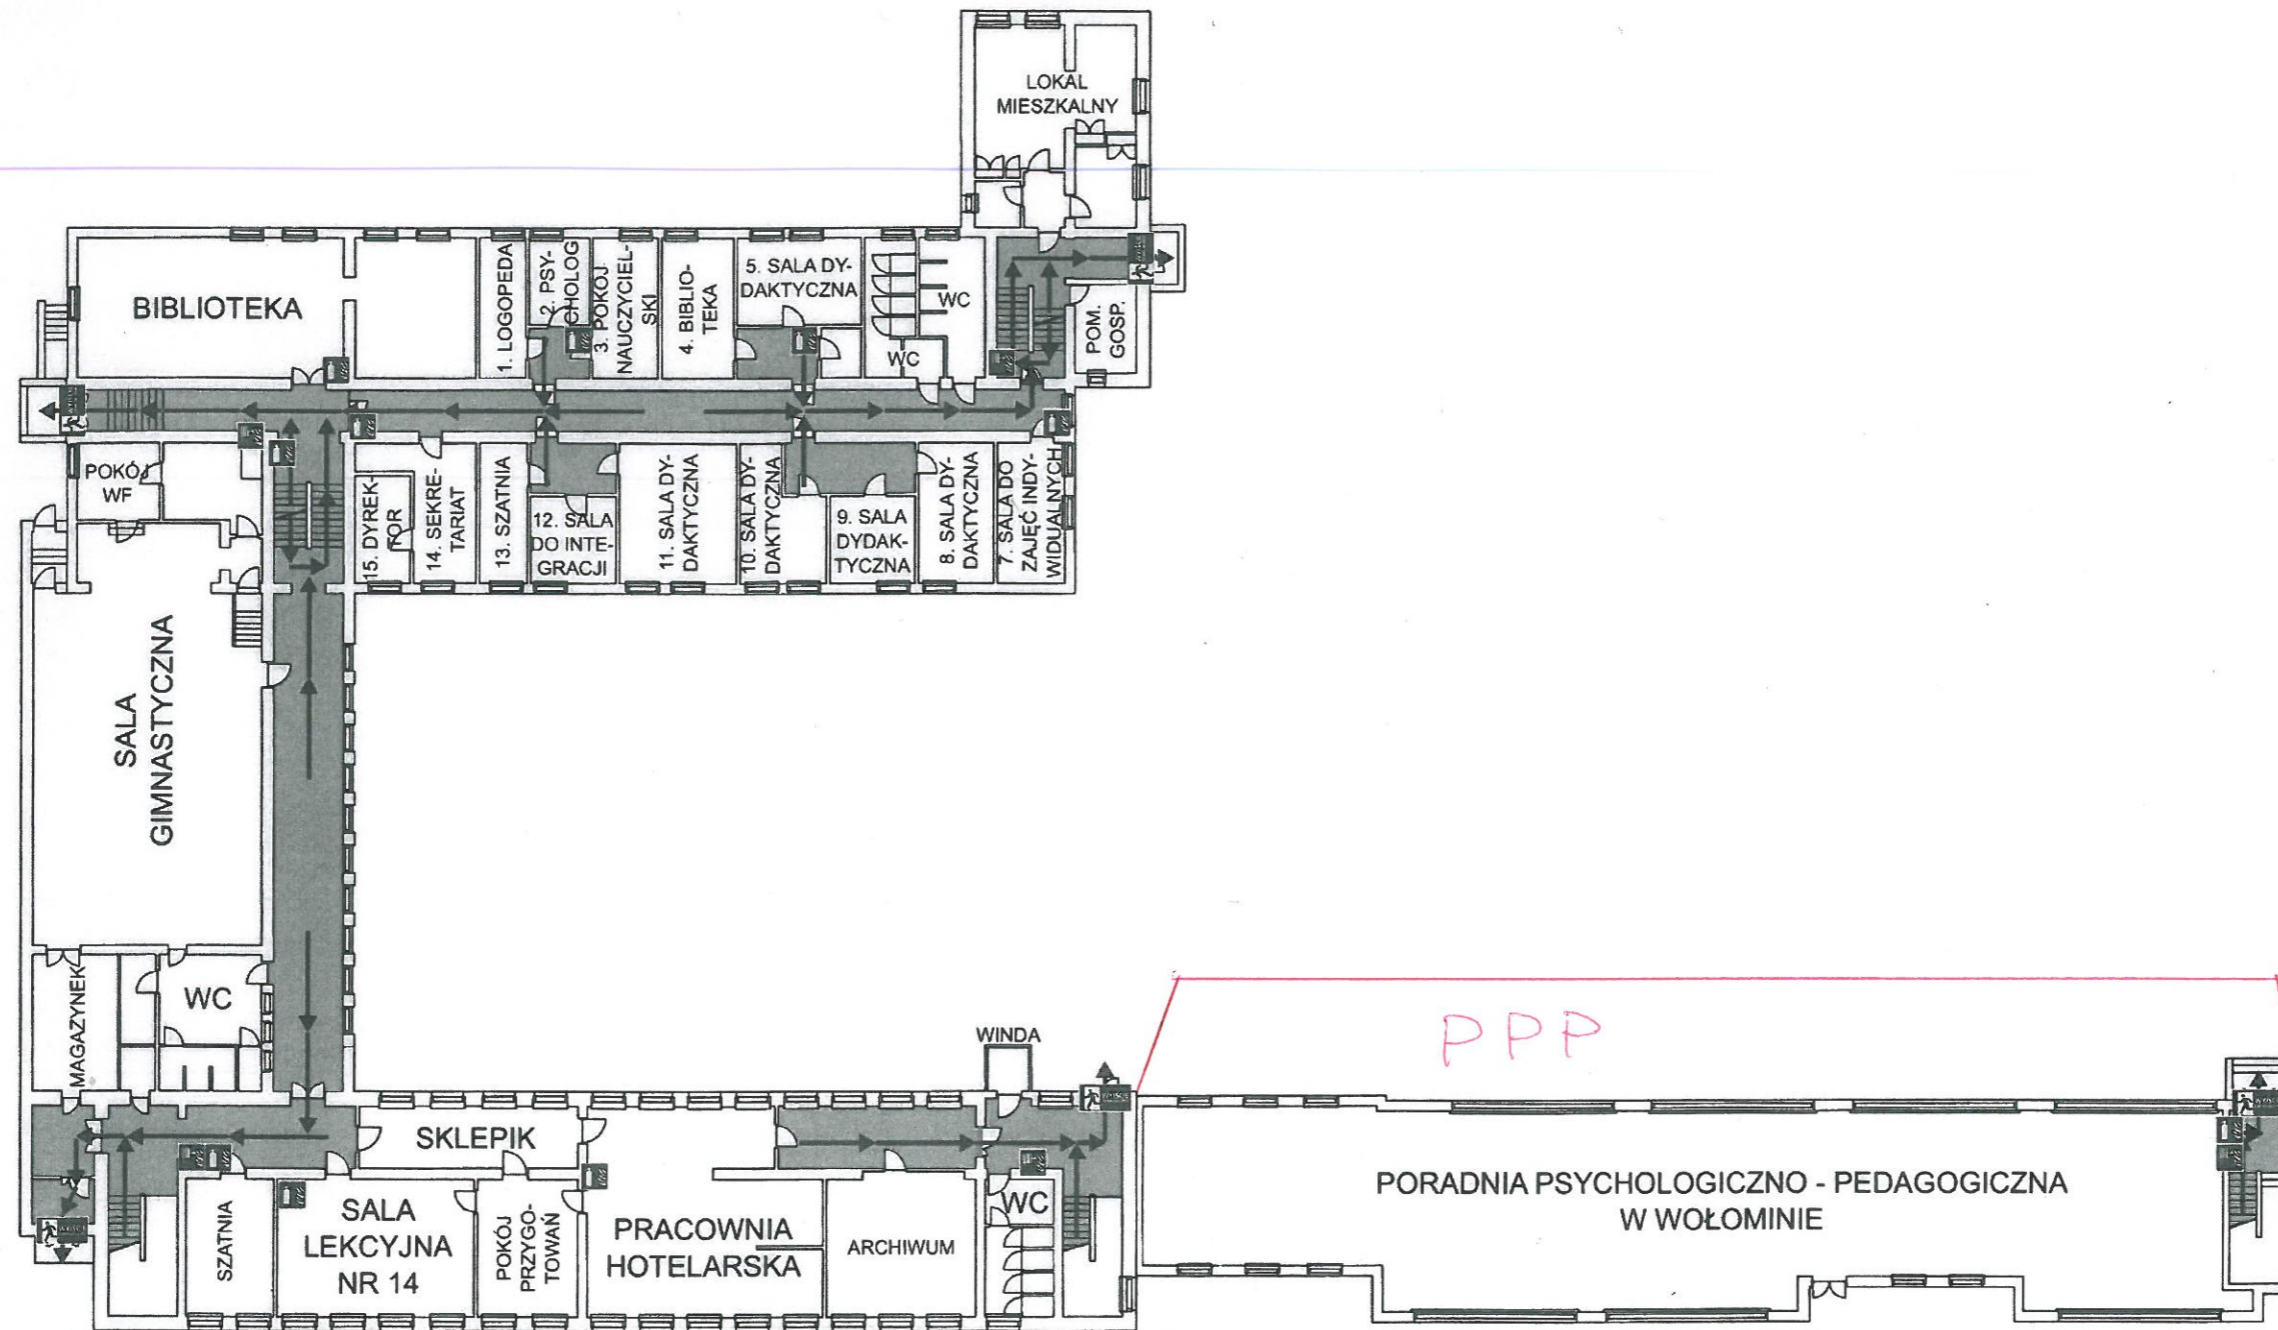 LOKAL
MIESZKALNY
BIBLIOTEKA
1. LOGOPEDA
2. PSY-
CHOLOG
3. POKÓJ
NAUCZYCIEL-
SKI
4. BIBLIO-
TEKA
5. SALA DY-
DAKTYCZNA
WC
WC
POM.
GOSP.
POKÓJ
WF
15. DYREK-
TOR
14. SEKRE-
TARIAT
13. SZATNIA
12. SALA
DO INTE-
GRACJI
11. SALA DY-
DAKTYCZNA
10. SALA DY-
DAKTYCZNA
9. SALA
DYDAK-
TYCZNA
8. SALA DY-
DAKTYCZNA
7. SALA DO
ZAJĘĆ INDY-
WIDUALNYCH
SALA
GIMNASTYCZNA
MAGAZYNEK
WC
WINDA
PPP
SKLEPIK
SZATNIA
SALA
LEKCYJNA
NR 14
POKÓJ
PRZYGO-
TOWAŃ
PRACOWNIA
HOTELARSKA
ARCHIWUM
WC
PORADNIA PSYCHOLOGICZNO - PEDAGOGICZNA
W WOŁOMINIE